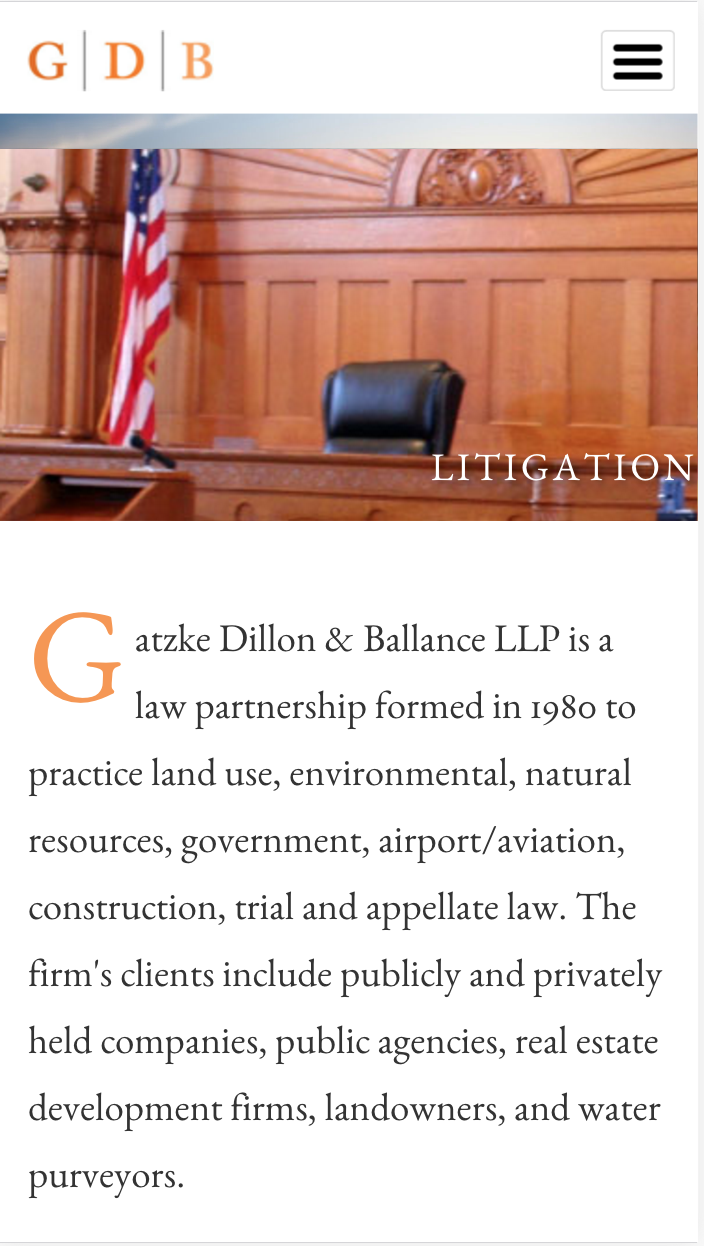 G | D | B
LITIGATION
Gatzke Dillon & Ballance LLP is a
law partnership formed in 1980 to
practice land use, environmental, natural
resources, government, airport/aviation,
construction, trial and appellate law. The
firm's clients include publicly and privately
held companies, public agencies, real estate
development firms, landowners, and water
purveyors.